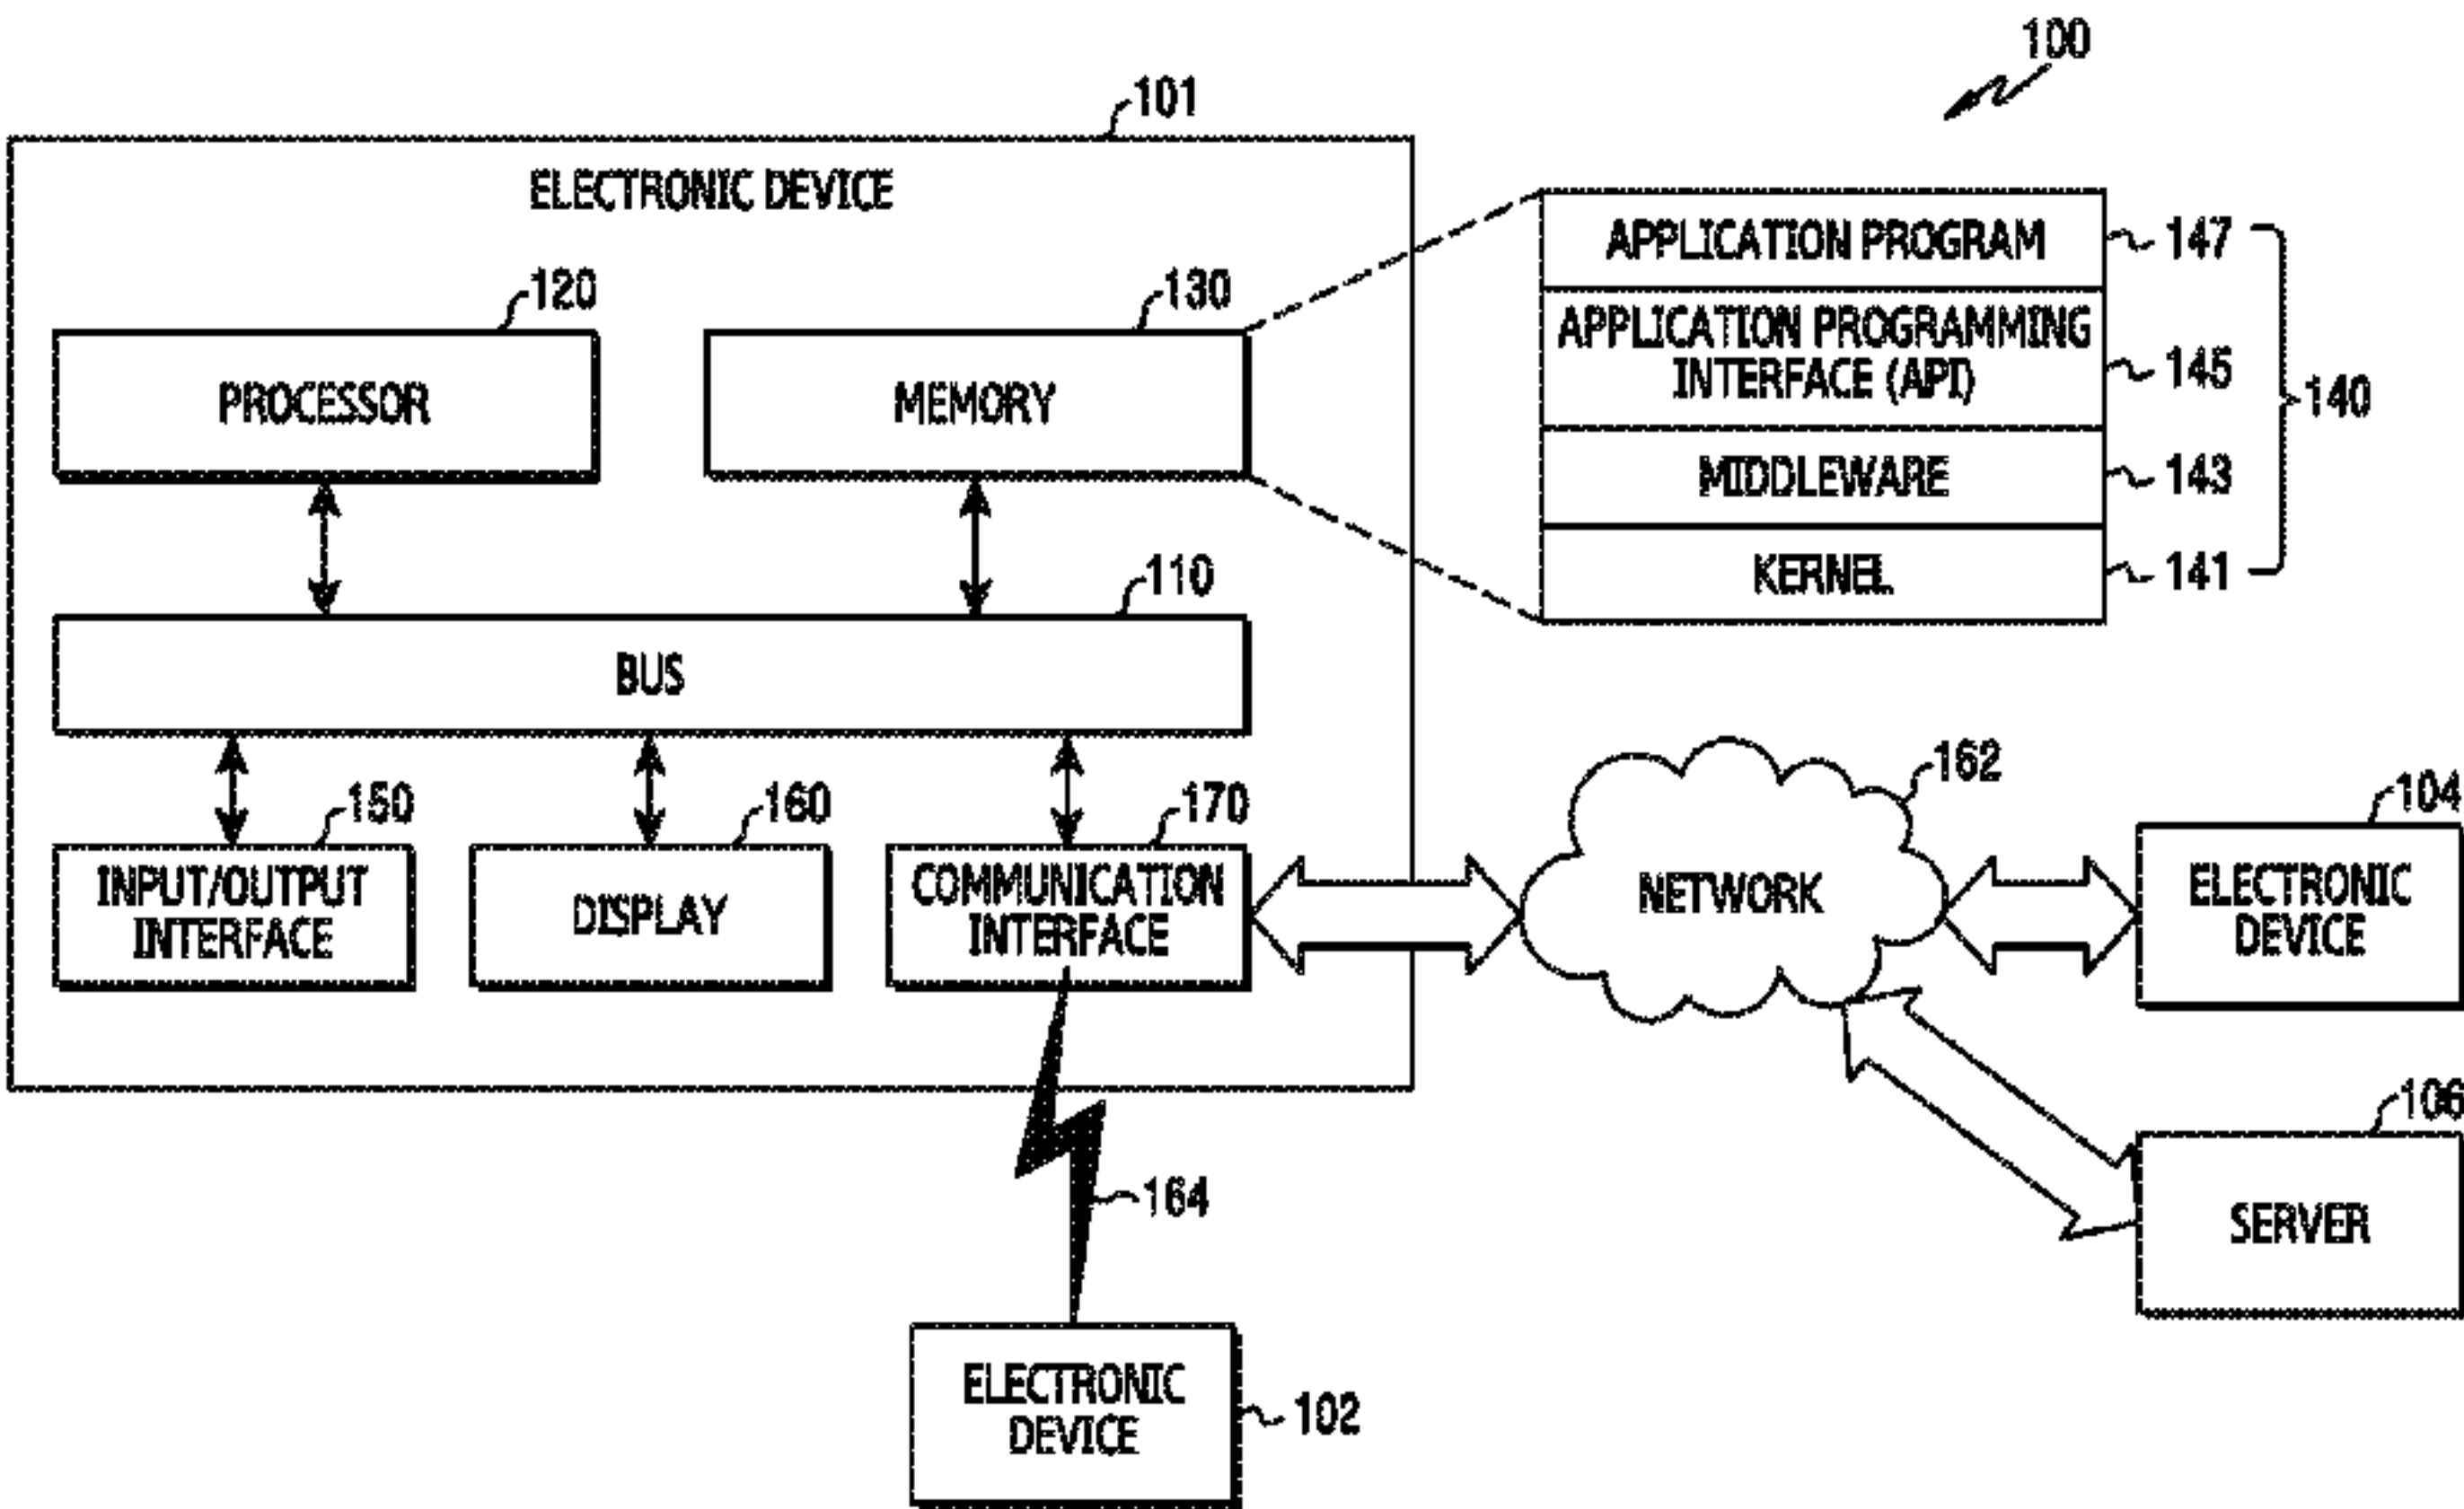 100
101
ELECTRONIC DEVICE
120
PROCESSOR
130
MEMORY
APPLICATION PROGRAM
147
APPLICATION PROGRAMMING
INTERFACE (API)
145
MIDDLEWARE
143
KERNEL
141
140
110
BUS
150
INPUT/OUTPUT
INTERFACE
160
DISPLAY
170
COMMUNICATION
INTERFACE
162
NETWORK
104
ELECTRONIC
DEVICE
106
SERVER
164
ELECTRONIC
DEVICE
102